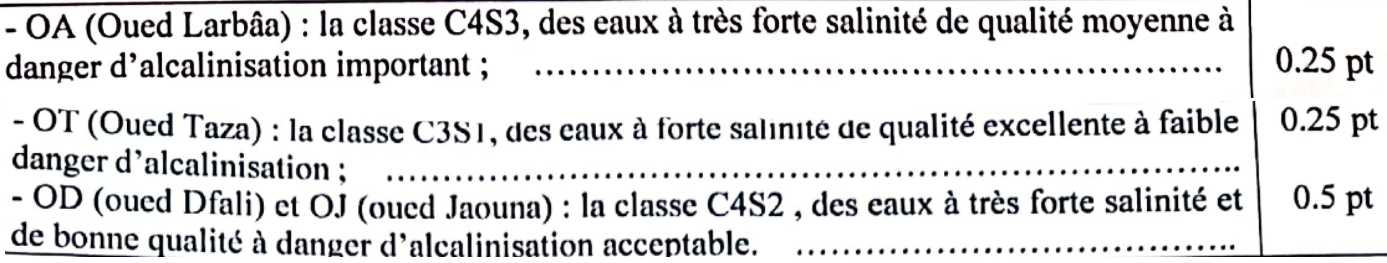 - OA (Oued Larbâa) : la classe C4S3, des eaux à très forte salinité de qualité moyenne à
danger d'alcalinisation important ; ........................................................... 0.25 pt
- OT (Oued Taza) : la classe C3S1, des eaux à forte salinité de qualité excellente à faible 0.25 pt
danger d'alcalinisation ; ...........................................................................
- OD (oued Dfali) et OJ (oued Jaouna) : la classe C4S2 , des eaux à très forte salinité et 0.5 pt
de bonne qualité à danger d'alcalinisation acceptable. ......................................